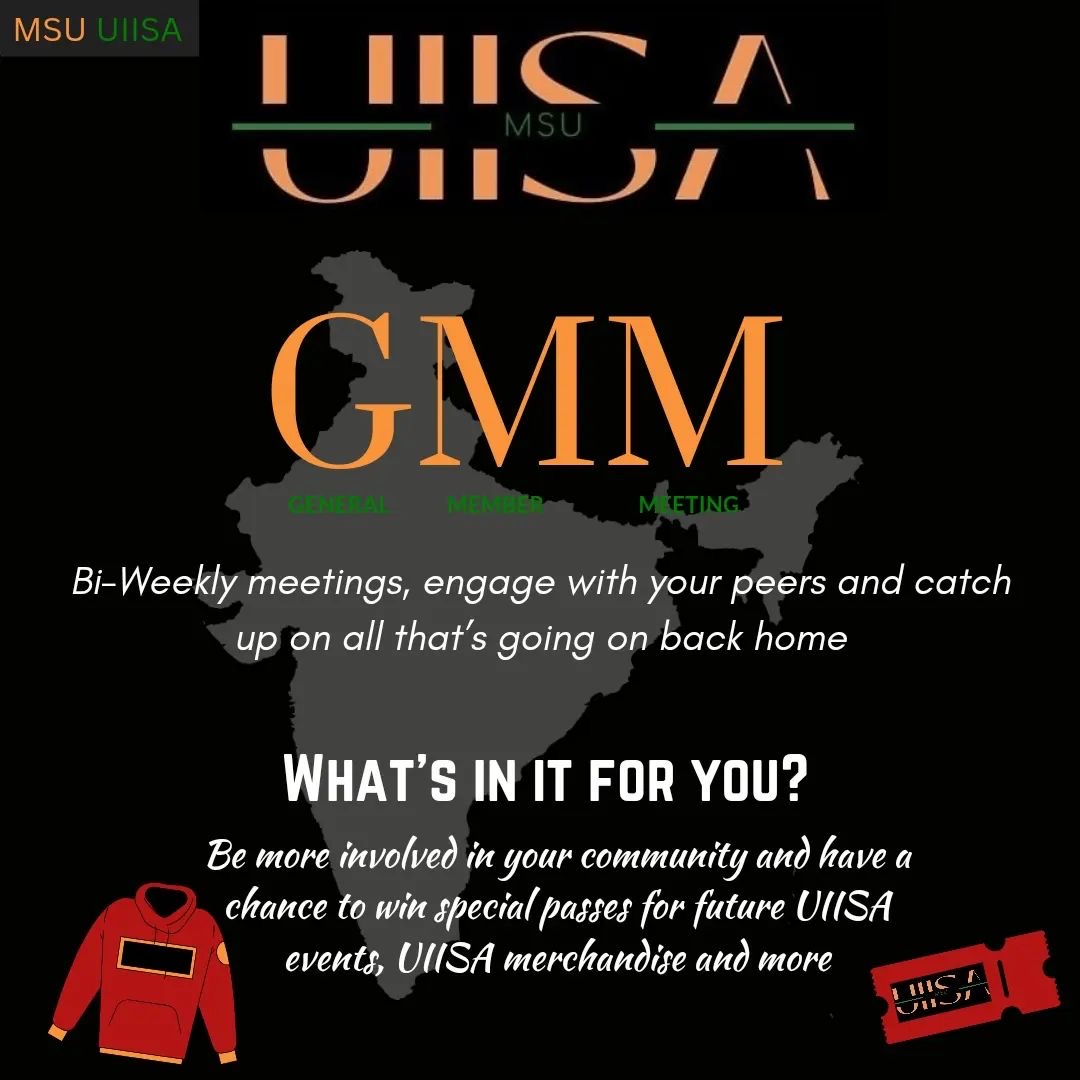 MSU UIISA
UIISA
MSU
GMM
GENERAL MEMBER MEETING
Bi-Weekly meetings, engage with your peers and catch
up on all that's going on back home
What's in it for you?
Be more involved in your community and have a
chance to win special passes for future UIISA
events, UIISA merchandise and more
UIISA